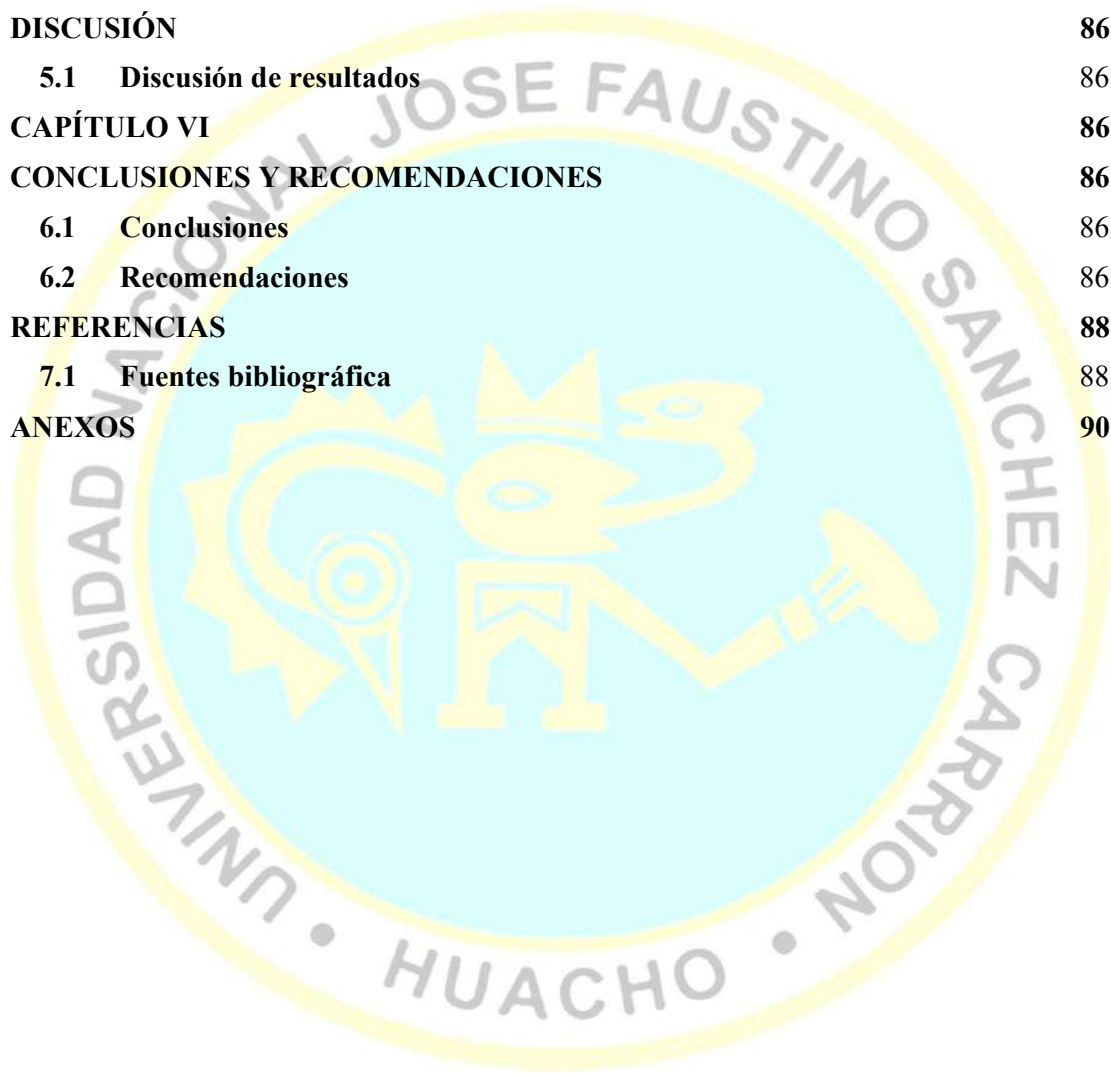 DISCUSIÓN 86
5.1 Discusión de resultados 86
CAPÍTULO VI 86
CONCLUSIONES Y RECOMENDACIONES 86
6.1 Conclusiones 86
6.2 Recomendaciones 86
REFERENCIAS 88
7.1 Fuentes bibliográfica 88
ANEXOS 90
UNIVERSIDAD NACIONAL JOSE FAUSTINO SANCHEZ CARRION • HUACHO •